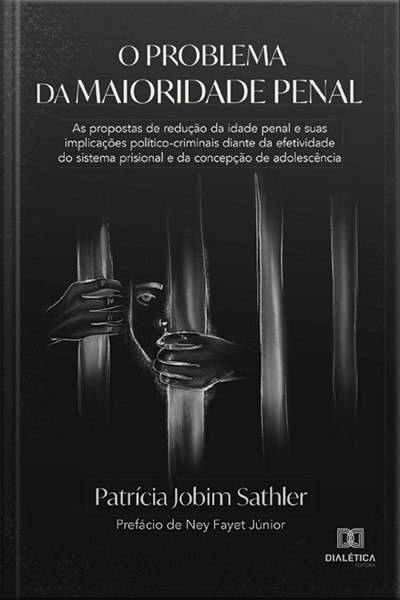 O PROBLEMA
DA MAIORIDADE PENAL
As propostas de redução da idade penal e suas
implicações político-criminais diante da efetividade
do sistema prisional e da concepção de adolescência
Patrícia Jobim Sathler
Prefácio de Ney Fayet Júnior
DIALÉTICA
EDITORA